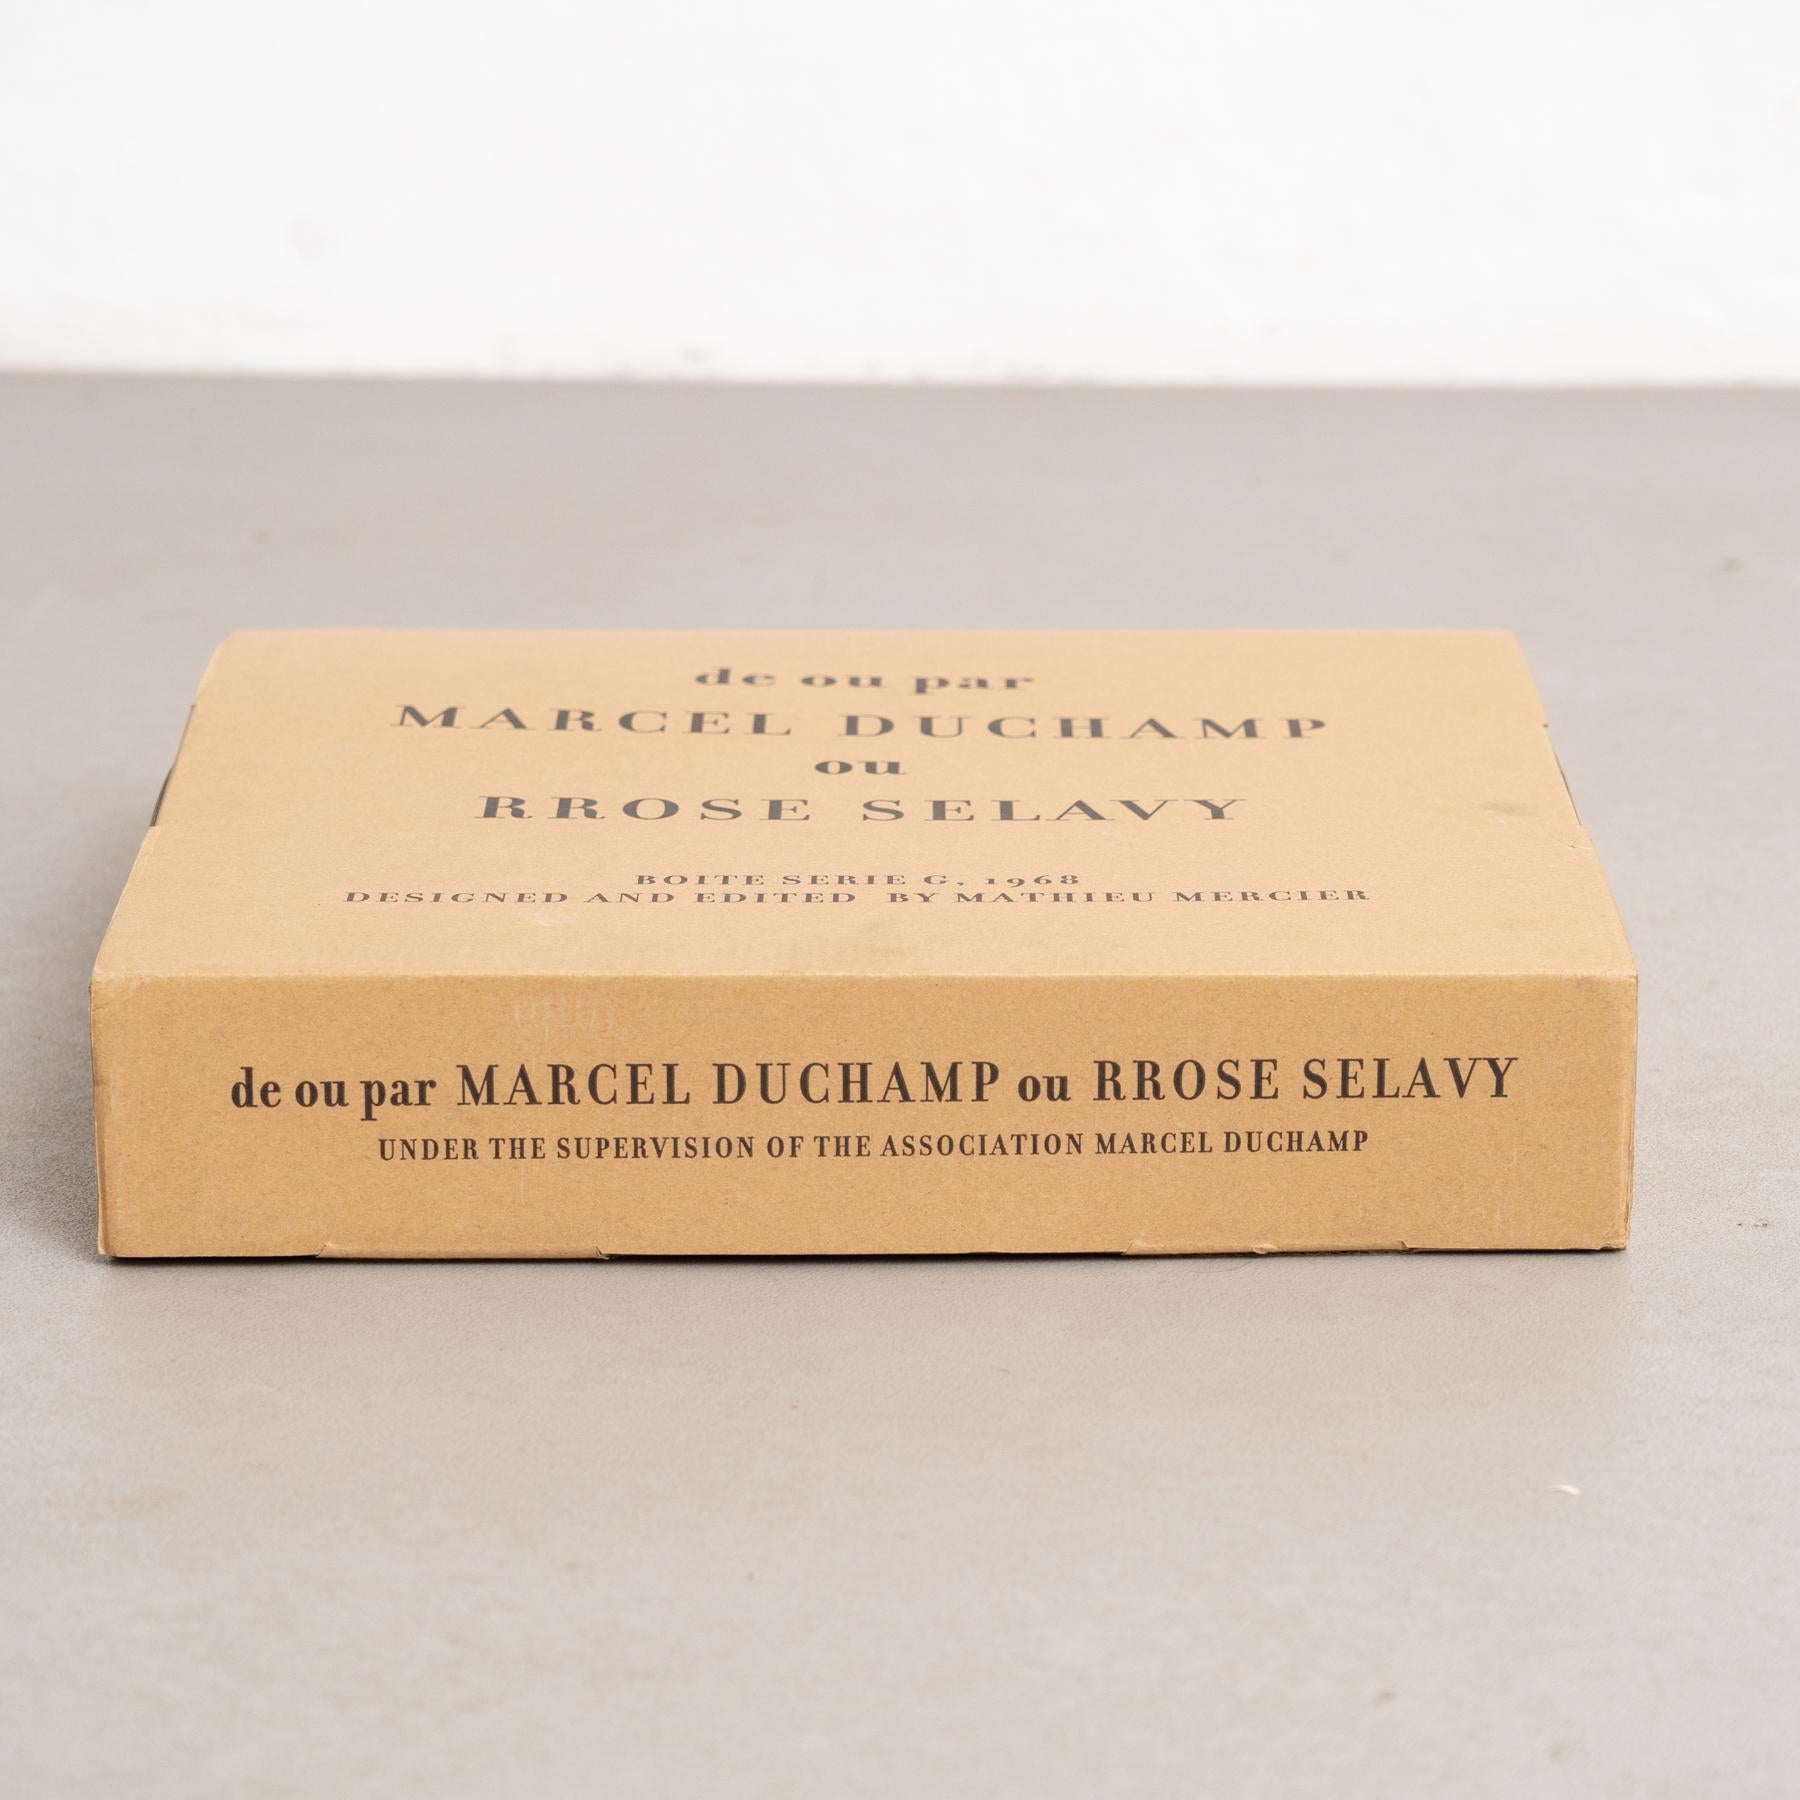 de ou par
MARCEL DUCHAMP
ou
RROSE SELAVY
BOITE SERIE G, 1968
DESIGNED AND EDITED BY MATHIEU MERCIER
de ou par MARCEL DUCHAMP ou RROSE SELAVY
UNDER THE SUPERVISION OF THE ASSOCIATION MARCEL DUCHAMP